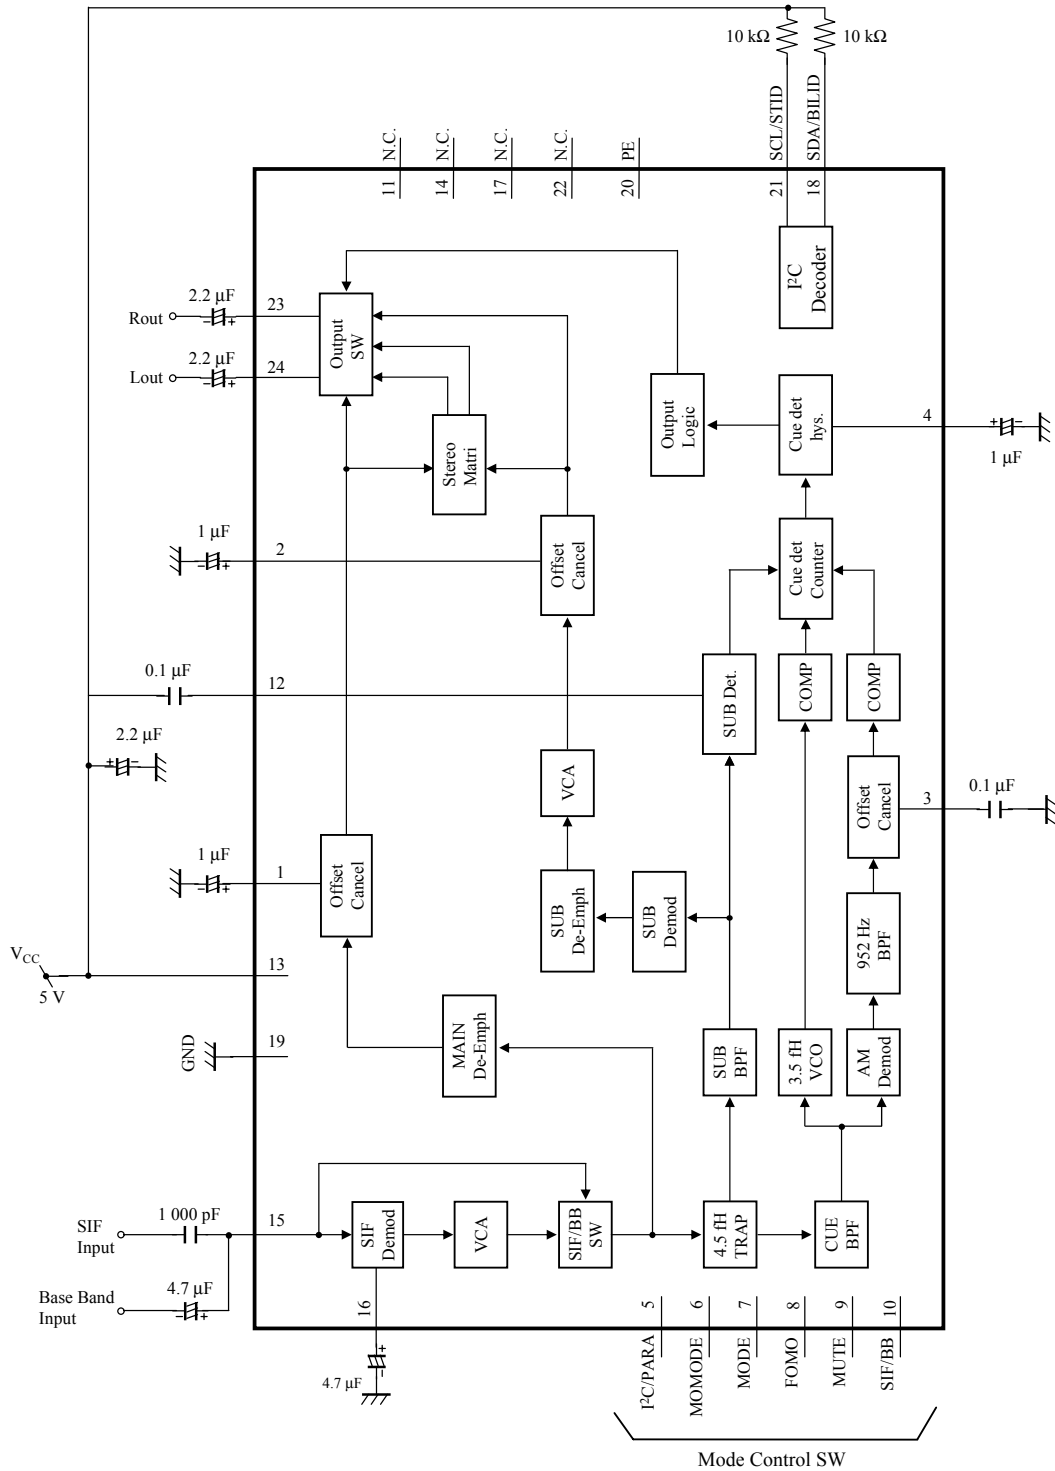 10 kΩ
10 kΩ
SCL/STID
SDA/BILID
11 N.C.
14 N.C.
17 N.C.
22 N.C.
20 PE
21
18
I²C
Decoder
Rout
2.2 µF
23
Lout
2.2 µF
24
Output
SW
Stereo
Matri
Output
Logic
Cue det
hys.
4
1 µF
1 µF
2
Offset
Cancel
Cue det
Counter
0.1 µF
12
SUB Det.
COMP
COMP
2.2 µF
VCA
Offset
Cancel
3
0.1 µF
1 µF
1
Offset
Cancel
SUB
De-Emph
SUB
Demod
952 Hz
BPF
VCC
5 V
13
GND
19
MAIN
De-Emph
SUB
BPF
3.5 fH
VCO
AM
Demod
SIF
Input
1 000 pF
15
SIF
Demod
VCA
SIF/BB
SW
4.5 fH
TRAP
CUE
BPF
Base Band
Input
4.7 µF
16
4.7 µF
5 I²C/PARA
6 MOMODE
7 MODE
8 FOMO
9 MUTE
10 SIF/BB
Mode Control SW